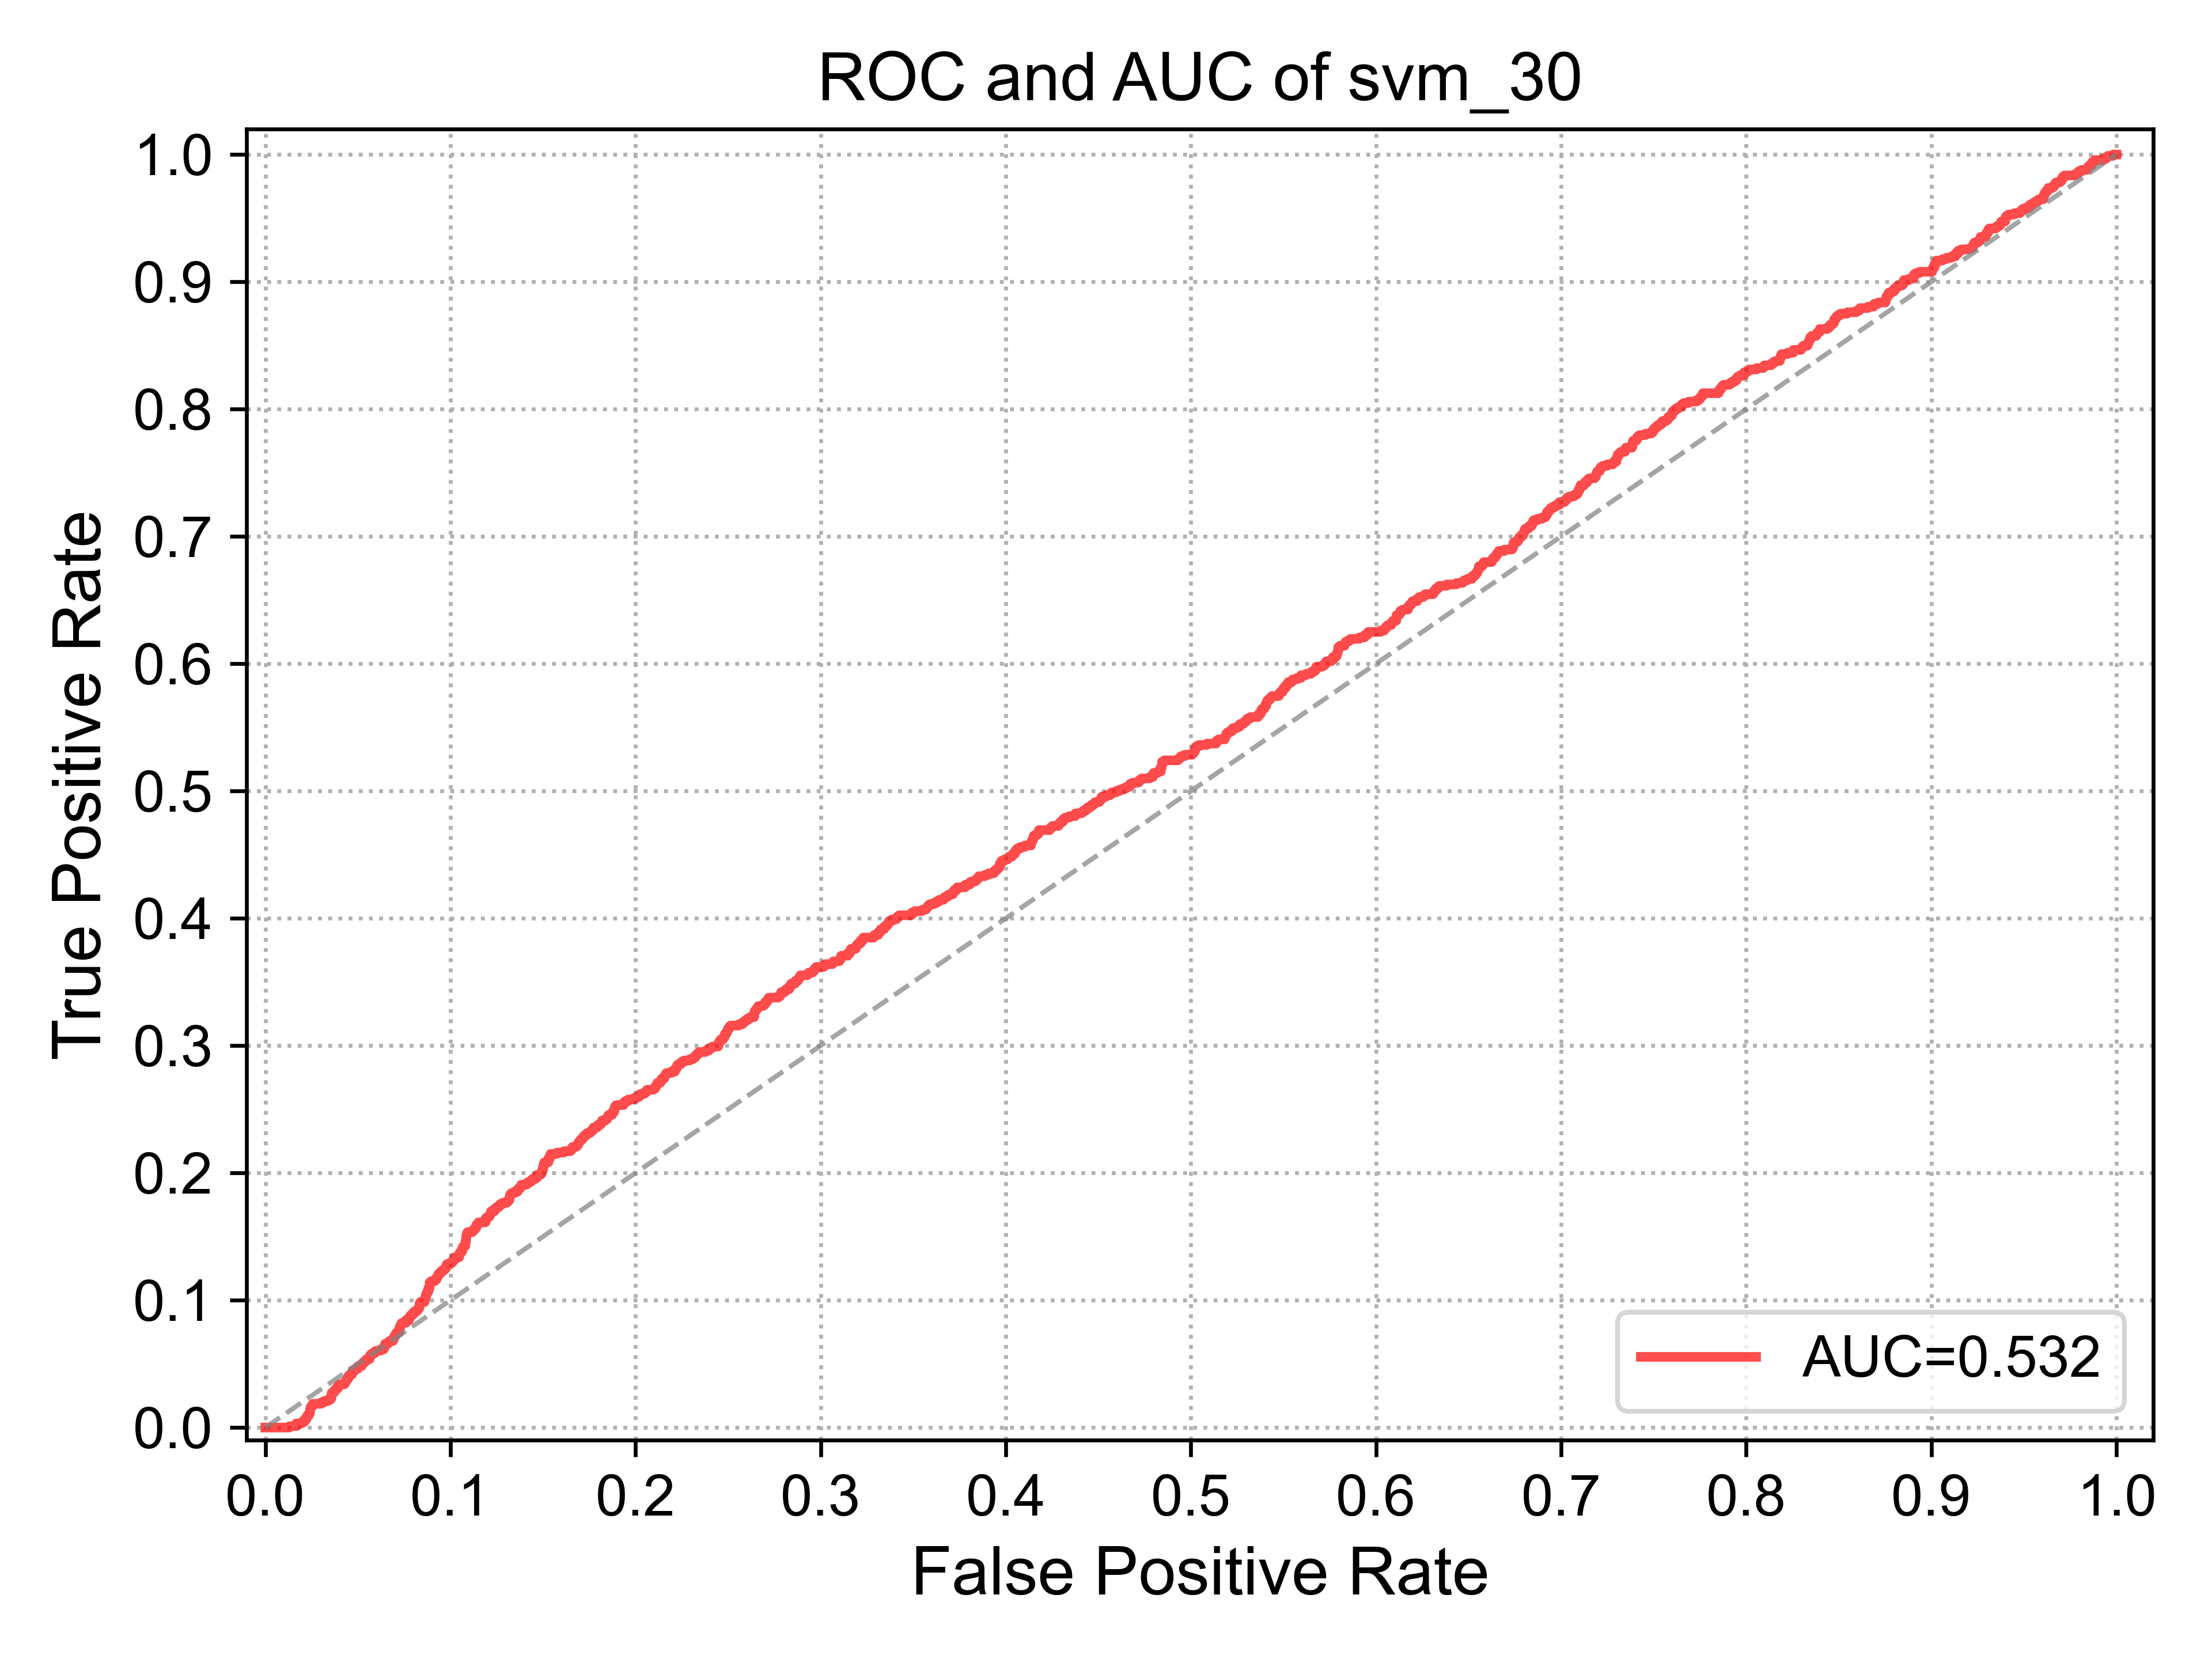 ROC and AUC of svm_30
True Positive Rate
1.0
0.9
0.8
0.7
0.6
0.5
0.4
0.3
0.2
0.1
0.0
AUC=0.532
0.0 0.1 0.2 0.3 0.4 0.5 0.6 0.7 0.8 0.9 1.0
False Positive Rate